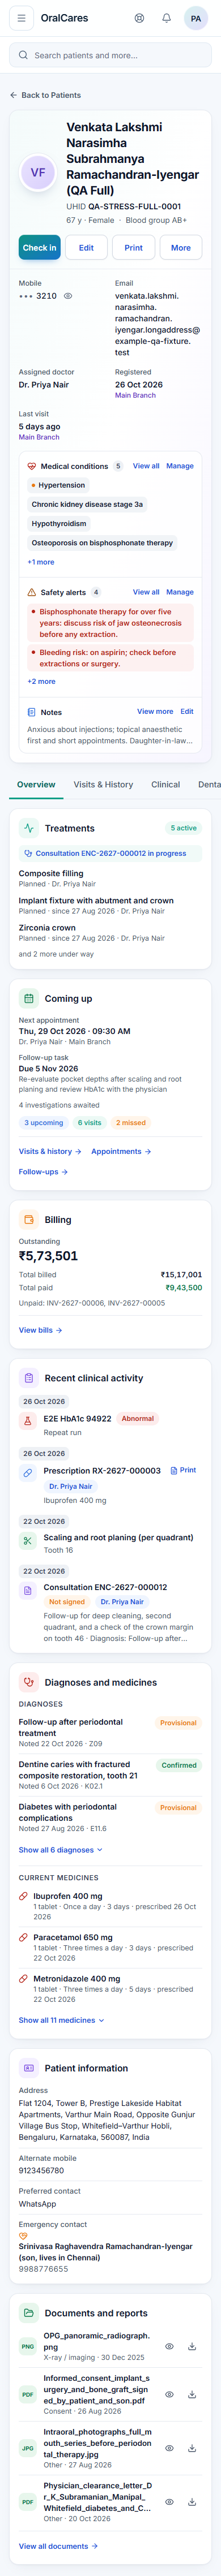 OralCares
PA
Search patients and more...
Back to Patients
VF
Venkata Lakshmi
Narasimha
Subrahmanya
Ramachandran-Iyengar
(QA Full)
UHID QA-STRESS-FULL-0001
67 y · Female · Blood group AB+
Check in
Edit
Print
More
Mobile
Email
••• 3210
venkata.lakshmi.
narasimha.
ramachandran.
iyengar.longaddress@
example-qa-fixture.
test
Assigned doctor
Registered
Dr. Priya Nair
26 Oct 2026
Main Branch
Last visit
5 days ago
Main Branch
Medical conditions 5 View all Manage
Hypertension
Chronic kidney disease stage 3a
Hypothyroidism
Osteoporosis on bisphosphonate therapy
+1 more
Safety alerts 4 View all Manage
Bisphosphonate therapy for over five
years: discuss risk of jaw osteonecrosis
before any extraction.
Bleeding risk: on aspirin; check before
extractions or surgery.
+2 more
Notes View more Edit
Anxious about injections; topical anaesthetic
first and short appointments. Daughter-in-law...
Overview Visits & History Clinical Denta
Treatments 5 active
Consultation ENC-2627-000012 in progress
Composite filling
Planned · Dr. Priya Nair
Implant fixture with abutment and crown
Planned · since 27 Aug 2026 · Dr. Priya Nair
Zirconia crown
Planned · since 27 Aug 2026 · Dr. Priya Nair
and 2 more under way
Coming up
Next appointment
Thu, 29 Oct 2026 · 09:30 AM
Dr. Priya Nair · Main Branch
Follow-up task
Due 5 Nov 2026
Re-evaluate pocket depths after scaling and root
planing and review HbA1c with the physician
4 investigations awaited
3 upcoming 6 visits 2 missed
Visits & history → Appointments →
Follow-ups →
Billing
Outstanding
₹5,73,501
Total billed ₹15,17,001
Total paid ₹9,43,500
Unpaid: INV-2627-00006, INV-2627-00005
View bills →
Recent clinical activity
26 Oct 2026
E2E HbA1c 94922 Abnormal
Repeat run
26 Oct 2026
Prescription RX-2627-000003 Print
Dr. Priya Nair
Ibuprofen 400 mg
22 Oct 2026
Scaling and root planing (per quadrant)
Tooth 16
22 Oct 2026
Consultation ENC-2627-000012
Not signed Dr. Priya Nair
Follow-up for deep cleaning, second
quadrant, and a check of the crown margin
on tooth 46 · Diagnosis: Follow-up after...
Diagnoses and medicines
DIAGNOSES
Follow-up after periodontal Provisional
treatment
Noted 22 Oct 2026 · Z09
Dentine caries with fractured Confirmed
composite restoration, tooth 21
Noted 6 Oct 2026 · K02.1
Diabetes with periodontal Provisional
complications
Noted 27 Aug 2026 · E11.6
Show all 6 diagnoses
CURRENT MEDICINES
Ibuprofen 400 mg
1 tablet · Once a day · 3 days · prescribed 26 Oct
2026
Paracetamol 650 mg
1 tablet · Three times a day · 3 days · prescribed
22 Oct 2026
Metronidazole 400 mg
1 tablet · Three times a day · 5 days · prescribed
22 Oct 2026
Show all 11 medicines
Patient information
Address
Flat 1204, Tower B, Prestige Lakeside Habitat
Apartments, Varthur Main Road, Opposite Gunjur
Village Bus Stop, Whitefield–Varthur Hobli,
Bengaluru, Karnataka, 560087, India
Alternate mobile
9123456780
Preferred contact
WhatsApp
Emergency contact
Srinivasa Raghavendra Ramachandran-Iyengar
(son, lives in Chennai)
9988776655
Documents and reports
PNG
OPG_panoramic_radiograph.
png
X-ray / imaging · 30 Dec 2025
PDF
Informed_consent_implant_s
urgery_and_bone_graft_sign
ed_by_patient_and_son.pdf
Consent · 26 Aug 2026
JPG
Intraoral_photographs_full_m
outh_series_before_periodon
tal_therapy.jpg
Other · 27 Aug 2026
PDF
Physician_clearance_letter_D
r_K_Subramanian_Manipal_
Whitefield_diabetes_and_C...
Other · 20 Oct 2026
View all documents →